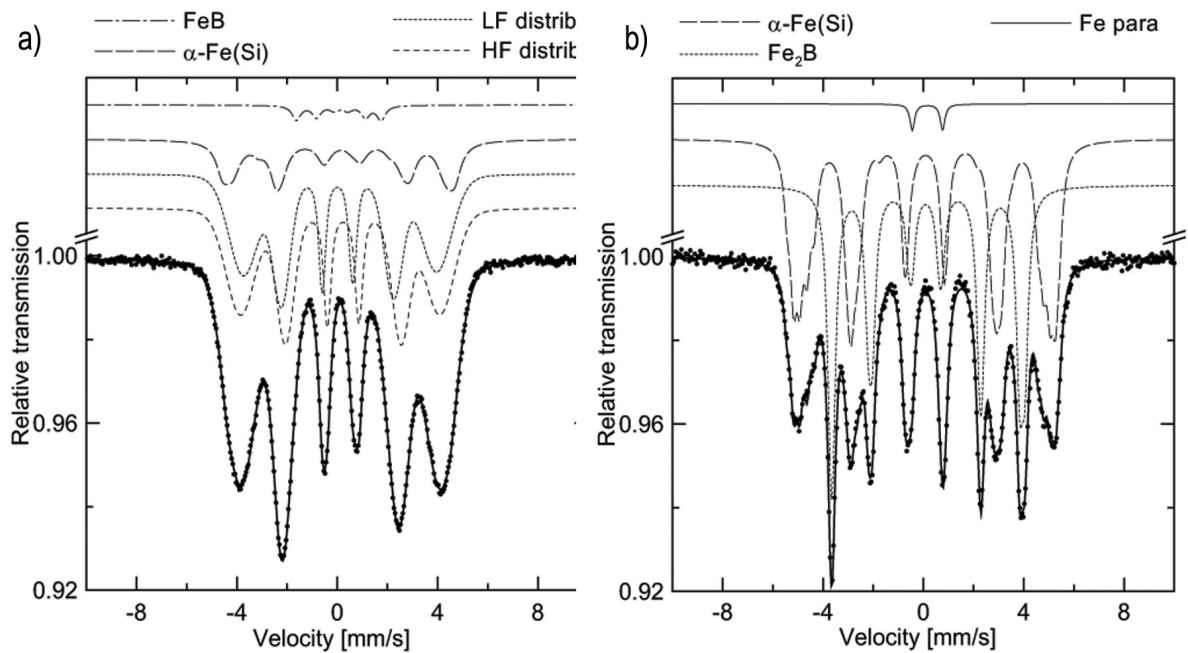 a)
FeB
α-Fe(Si)
LF distrib
HF distrib
1.00
0.96
0.92
Relative transmission
-8 -4 0 4 8
Velocity [mm/s]
b)
α-Fe(Si)
Fe2B
Fe para
1.00
0.96
0.92
Relative transmission
-8 -4 0 4 8
Velocity [mm/s]